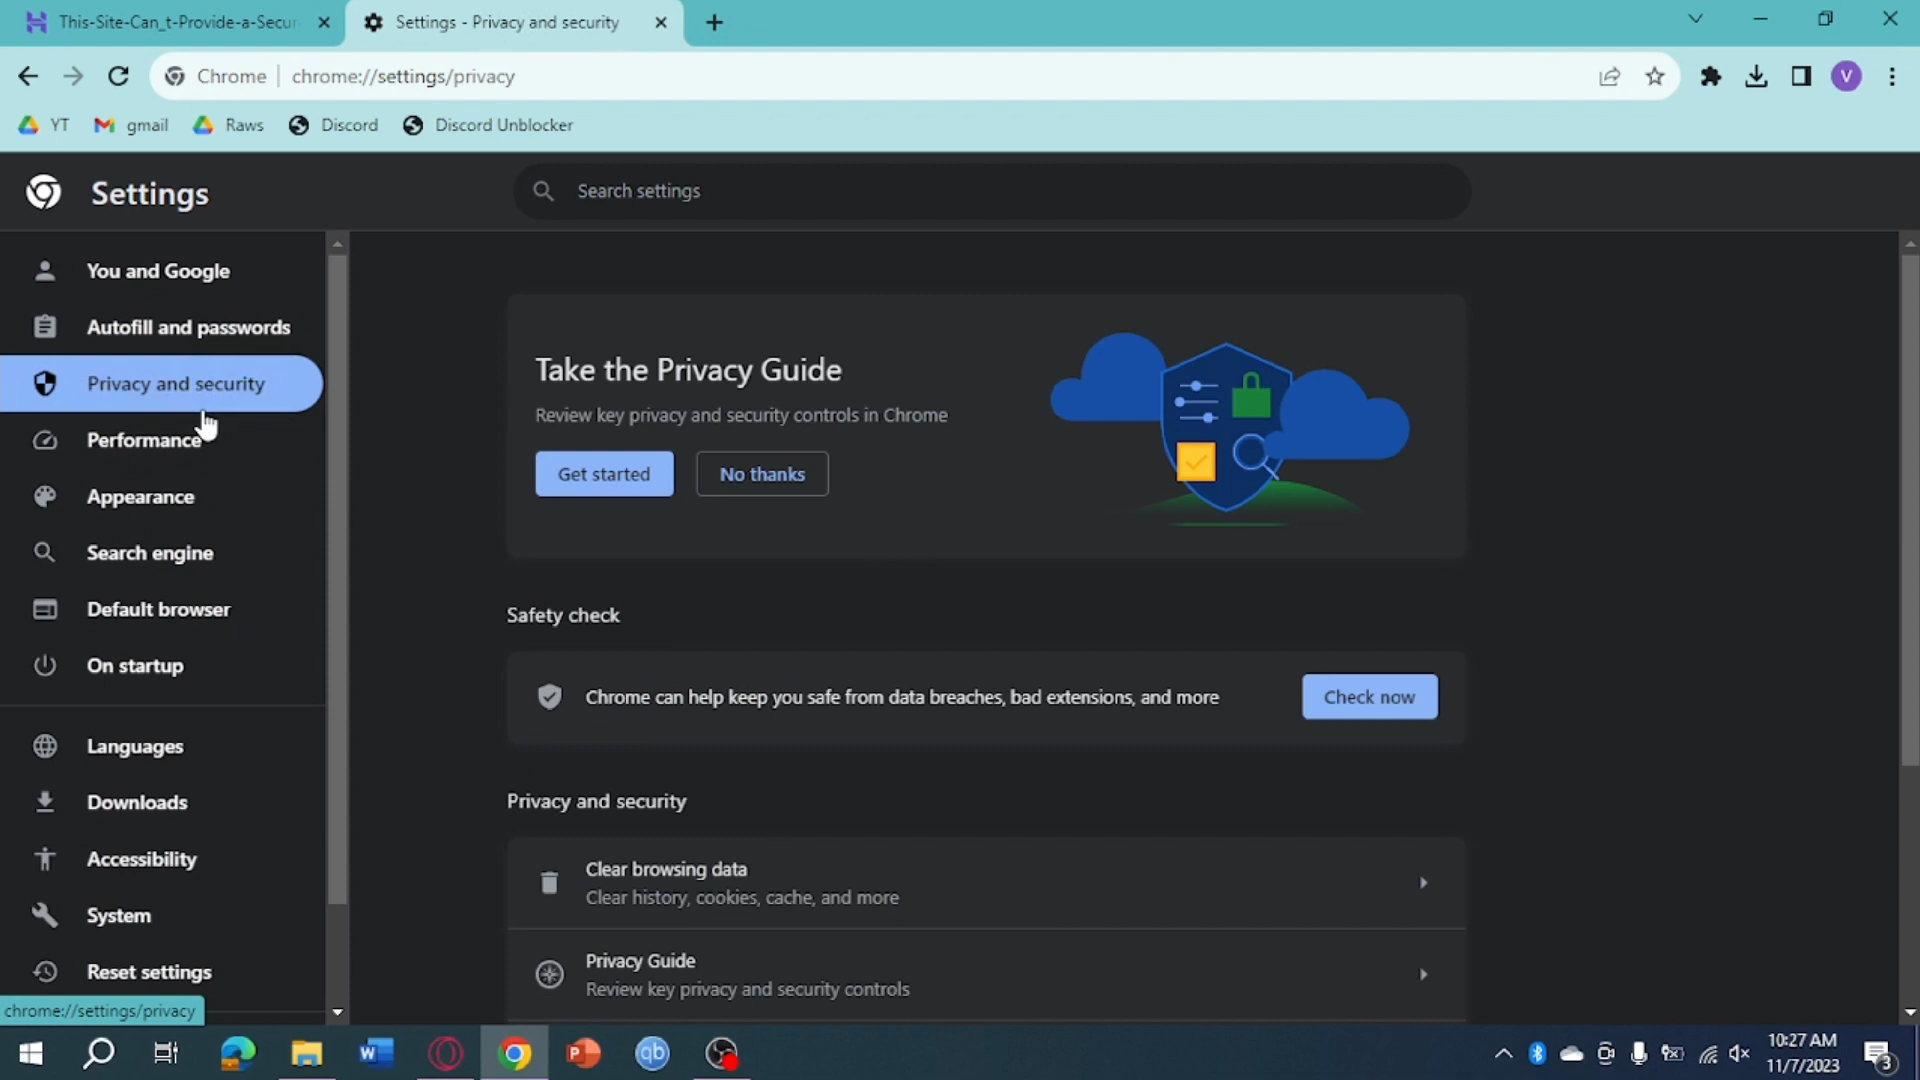 This-Site-Can_t-Provide-a-Secur
Settings - Privacy and security
Chrome
chrome://settings/privacy
V
YT
gmail
Raws
Discord
Discord Unblocker
Settings
Search settings
You and Google
Autofill and passwords
Privacy and security
Performance
Appearance
Search engine
Default browser
On startup
Languages
Downloads
Accessibility
System
Reset settings
Take the Privacy Guide
Review key privacy and security controls in Chrome
Get started
No thanks
Safety check
Chrome can help keep you safe from data breaches, bad extensions, and more
Check now
Privacy and security
Clear browsing data
Clear history, cookies, cache, and more
Privacy Guide
Review key privacy and security controls
chrome://settings/privacy
qb
10:27 AM
11/7/2023
3